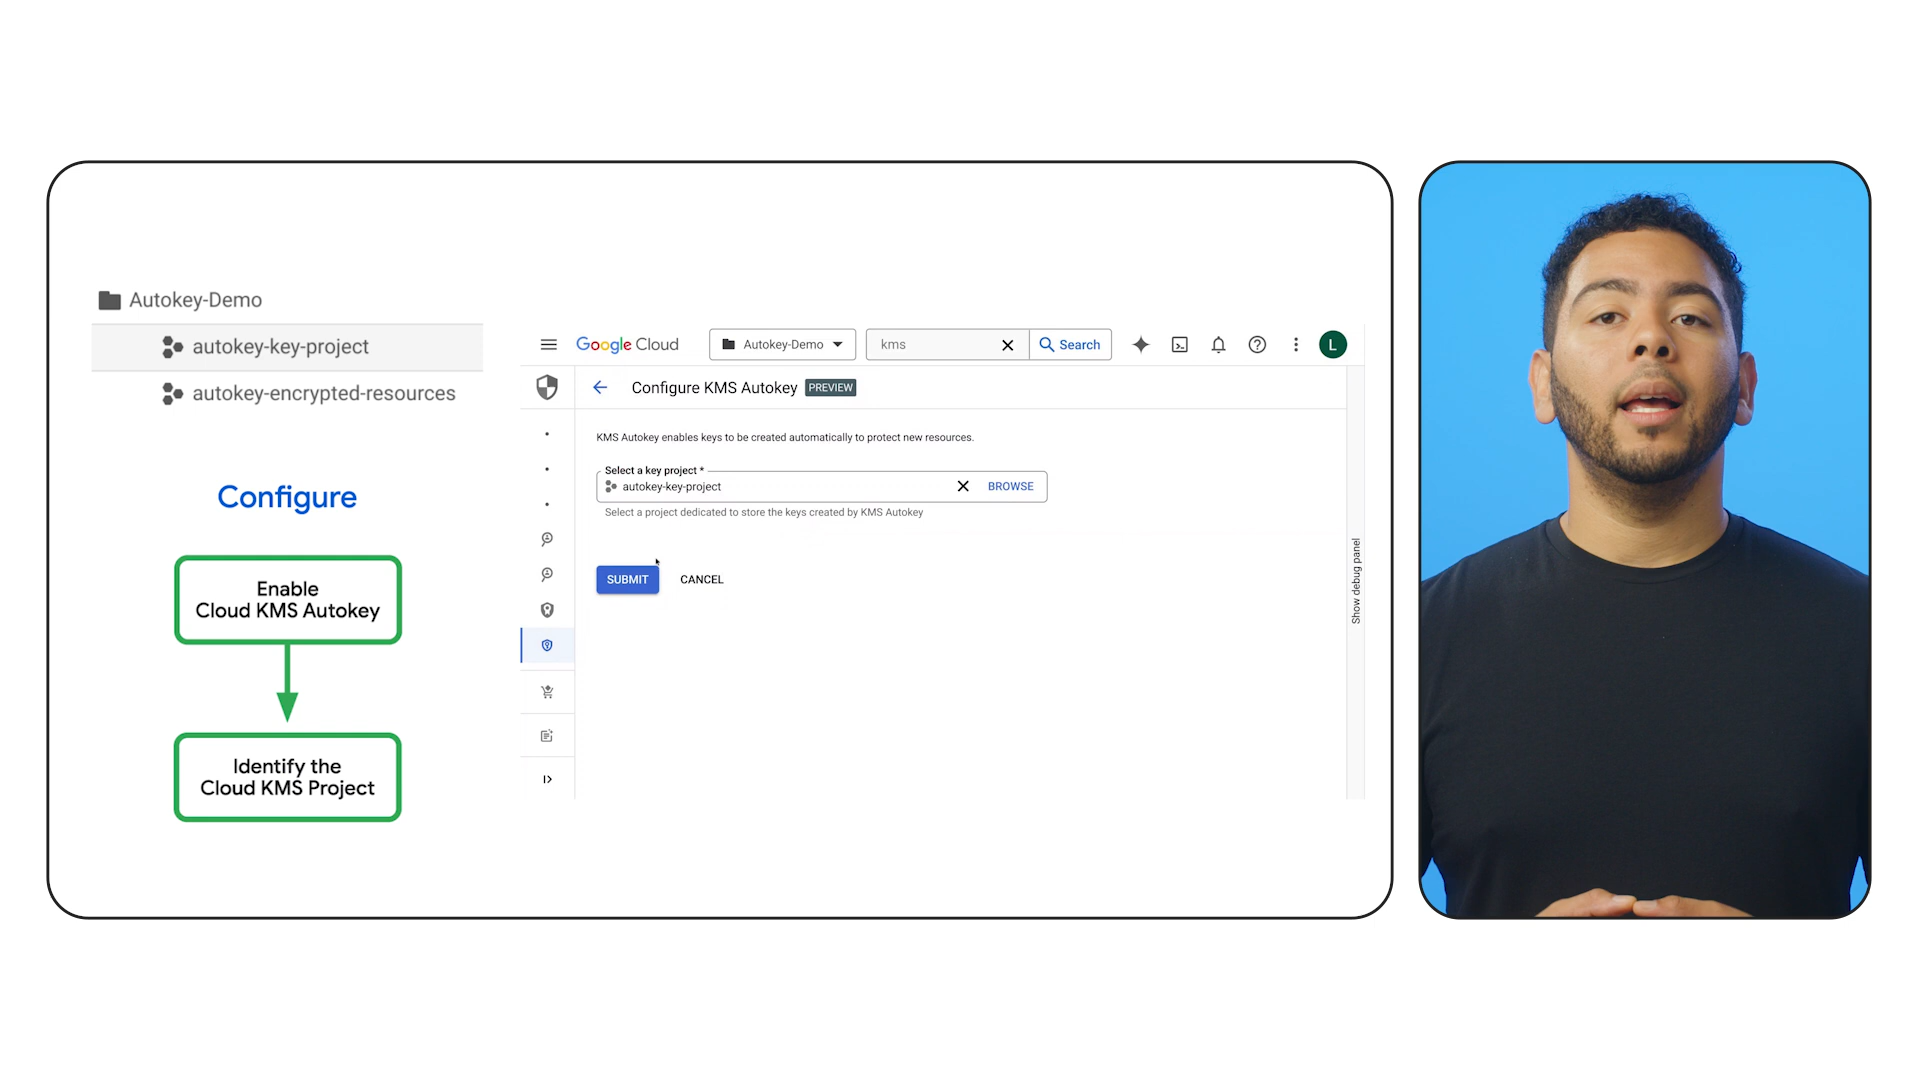 Autokey-Demo
autokey-key-project
autokey-encrypted-resources
Configure
Enable
Cloud KMS Autokey
Identify the
Cloud KMS Project
Google Cloud
Autokey-Demo
kms
Search
L
Configure KMS Autokey PREVIEW
KMS Autokey enables keys to be created automatically to protect new resources.
Select a key project *
autokey-key-project
BROWSE
Select a project dedicated to store the keys created by KMS Autokey
SUBMIT CANCEL
Show debug panel